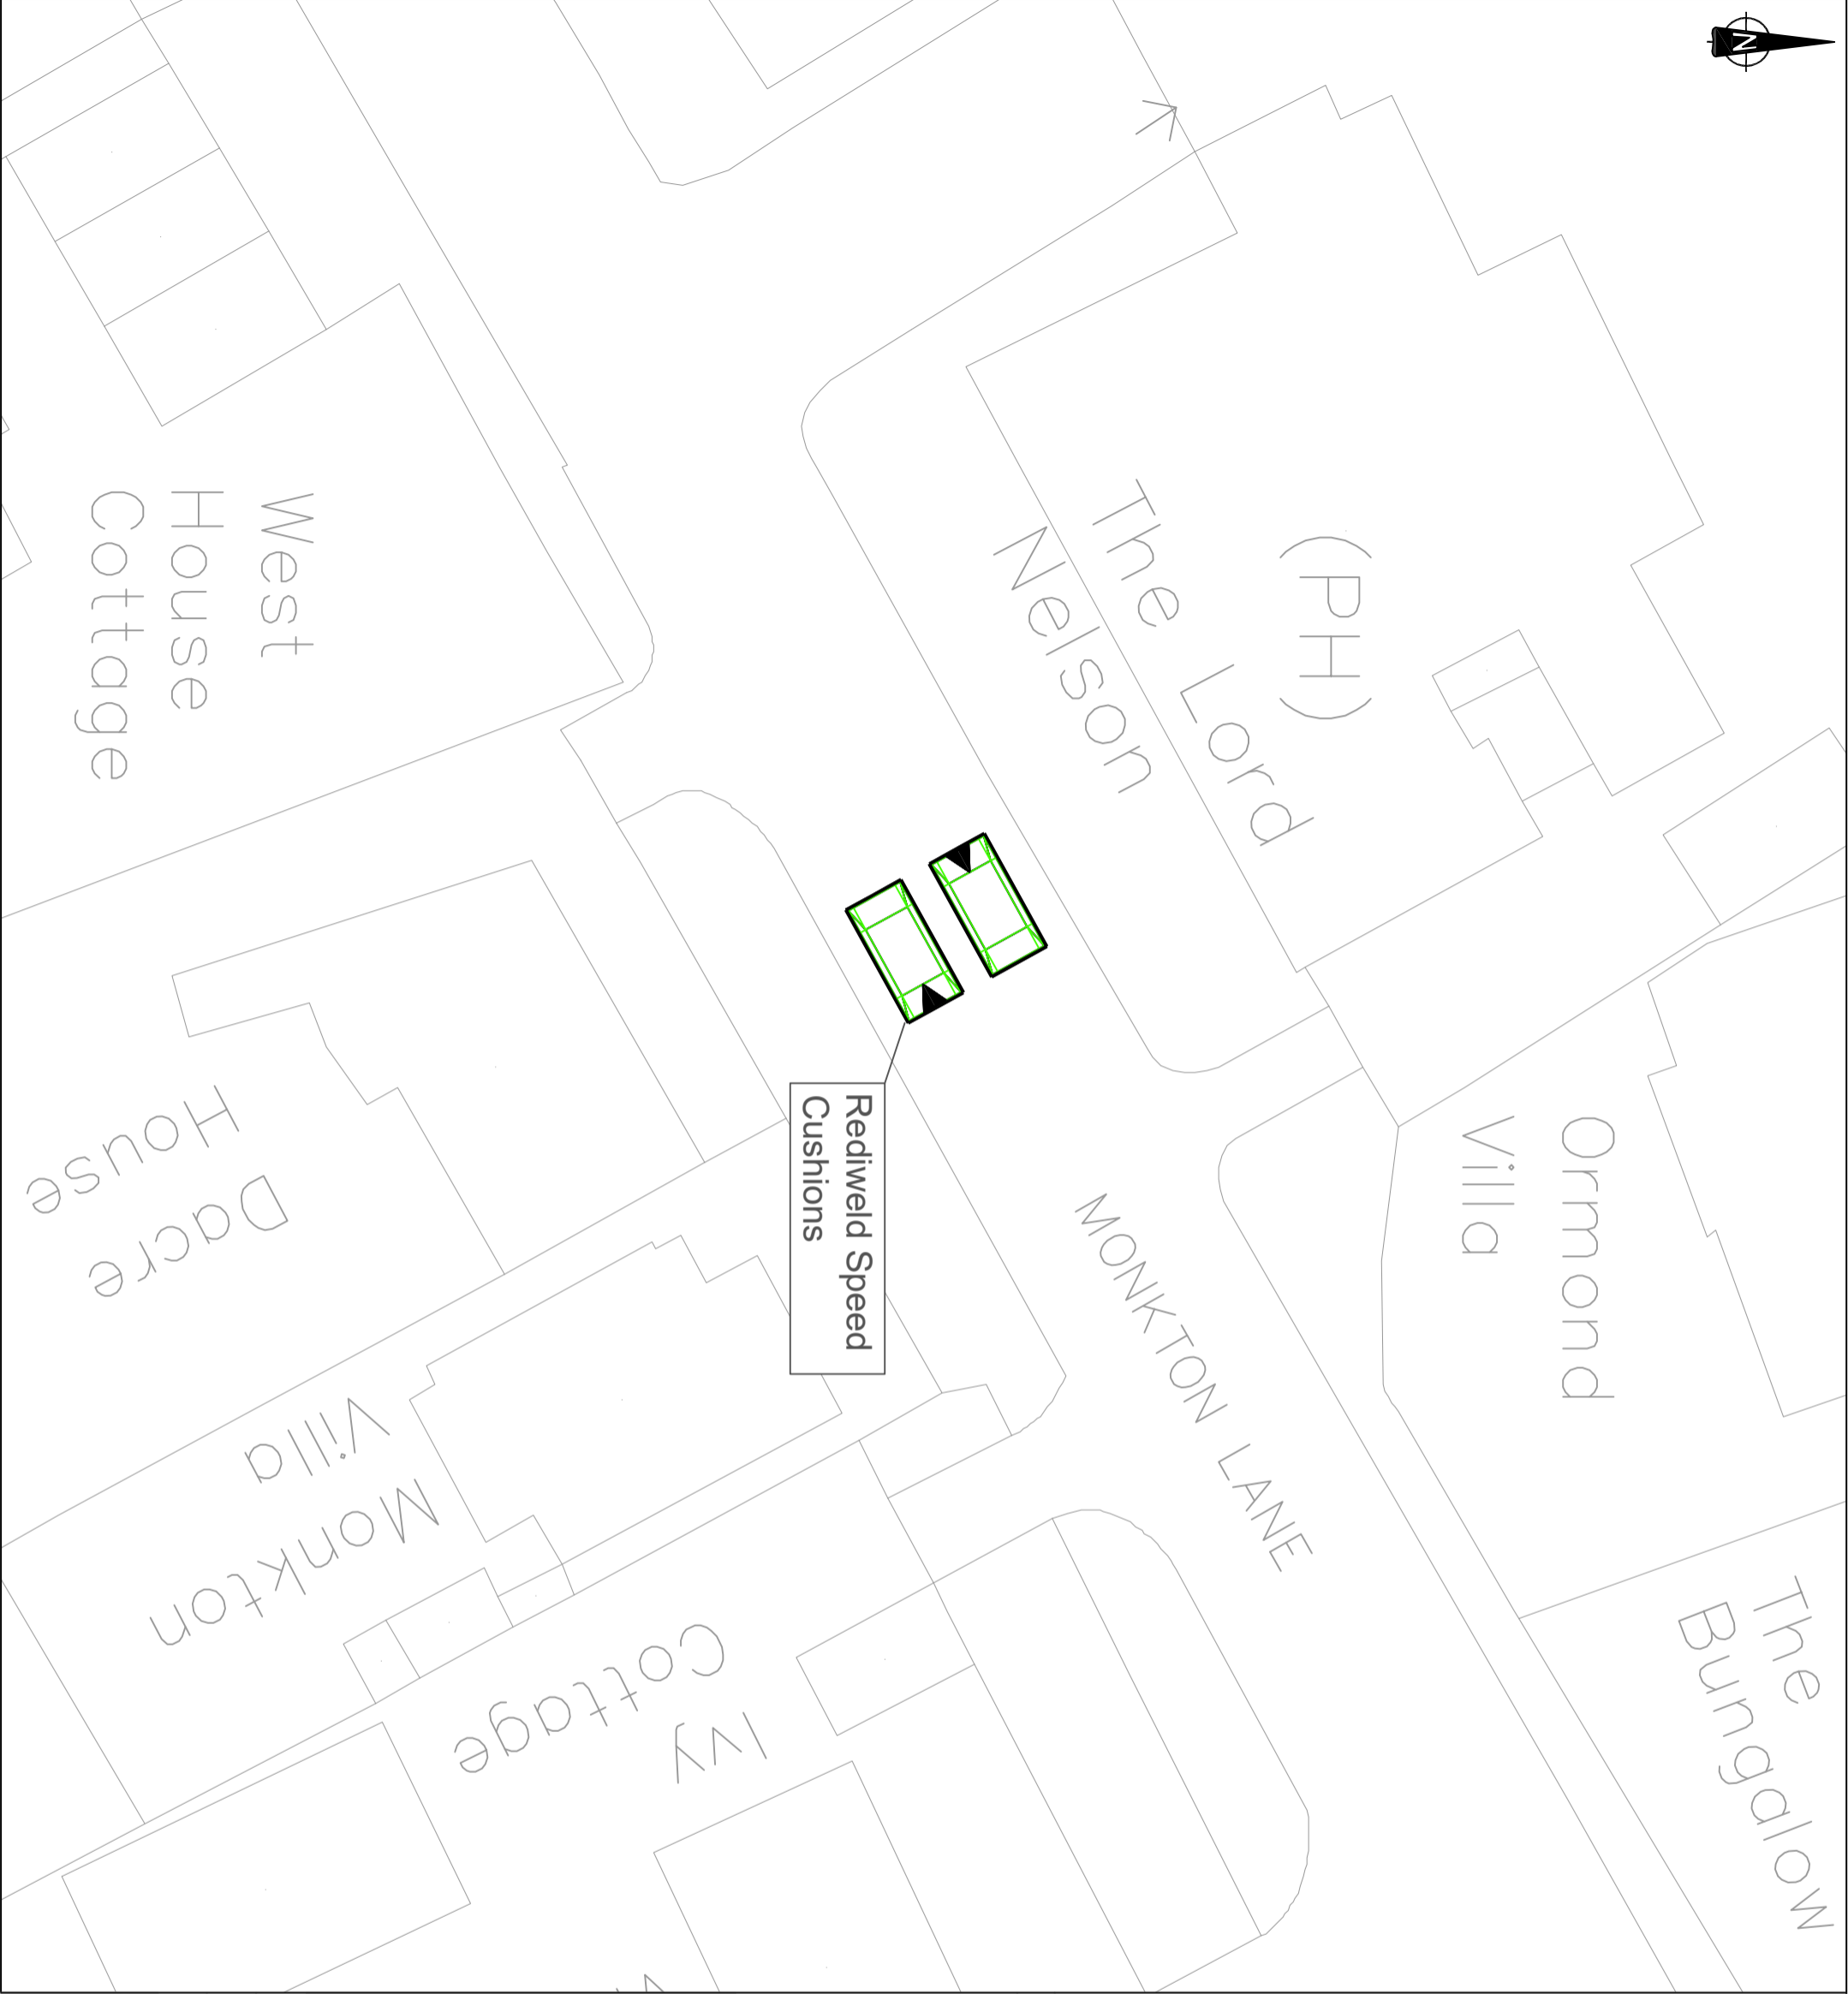 N
(PH)
The Lord
Nelson
Ormond
Villa
West
House
Cottage
Rediweld Speed
Cushions
MONKTON LANE
The
Bungalow
Dacre
House
Monkton
Villa
Ivy
Cottage